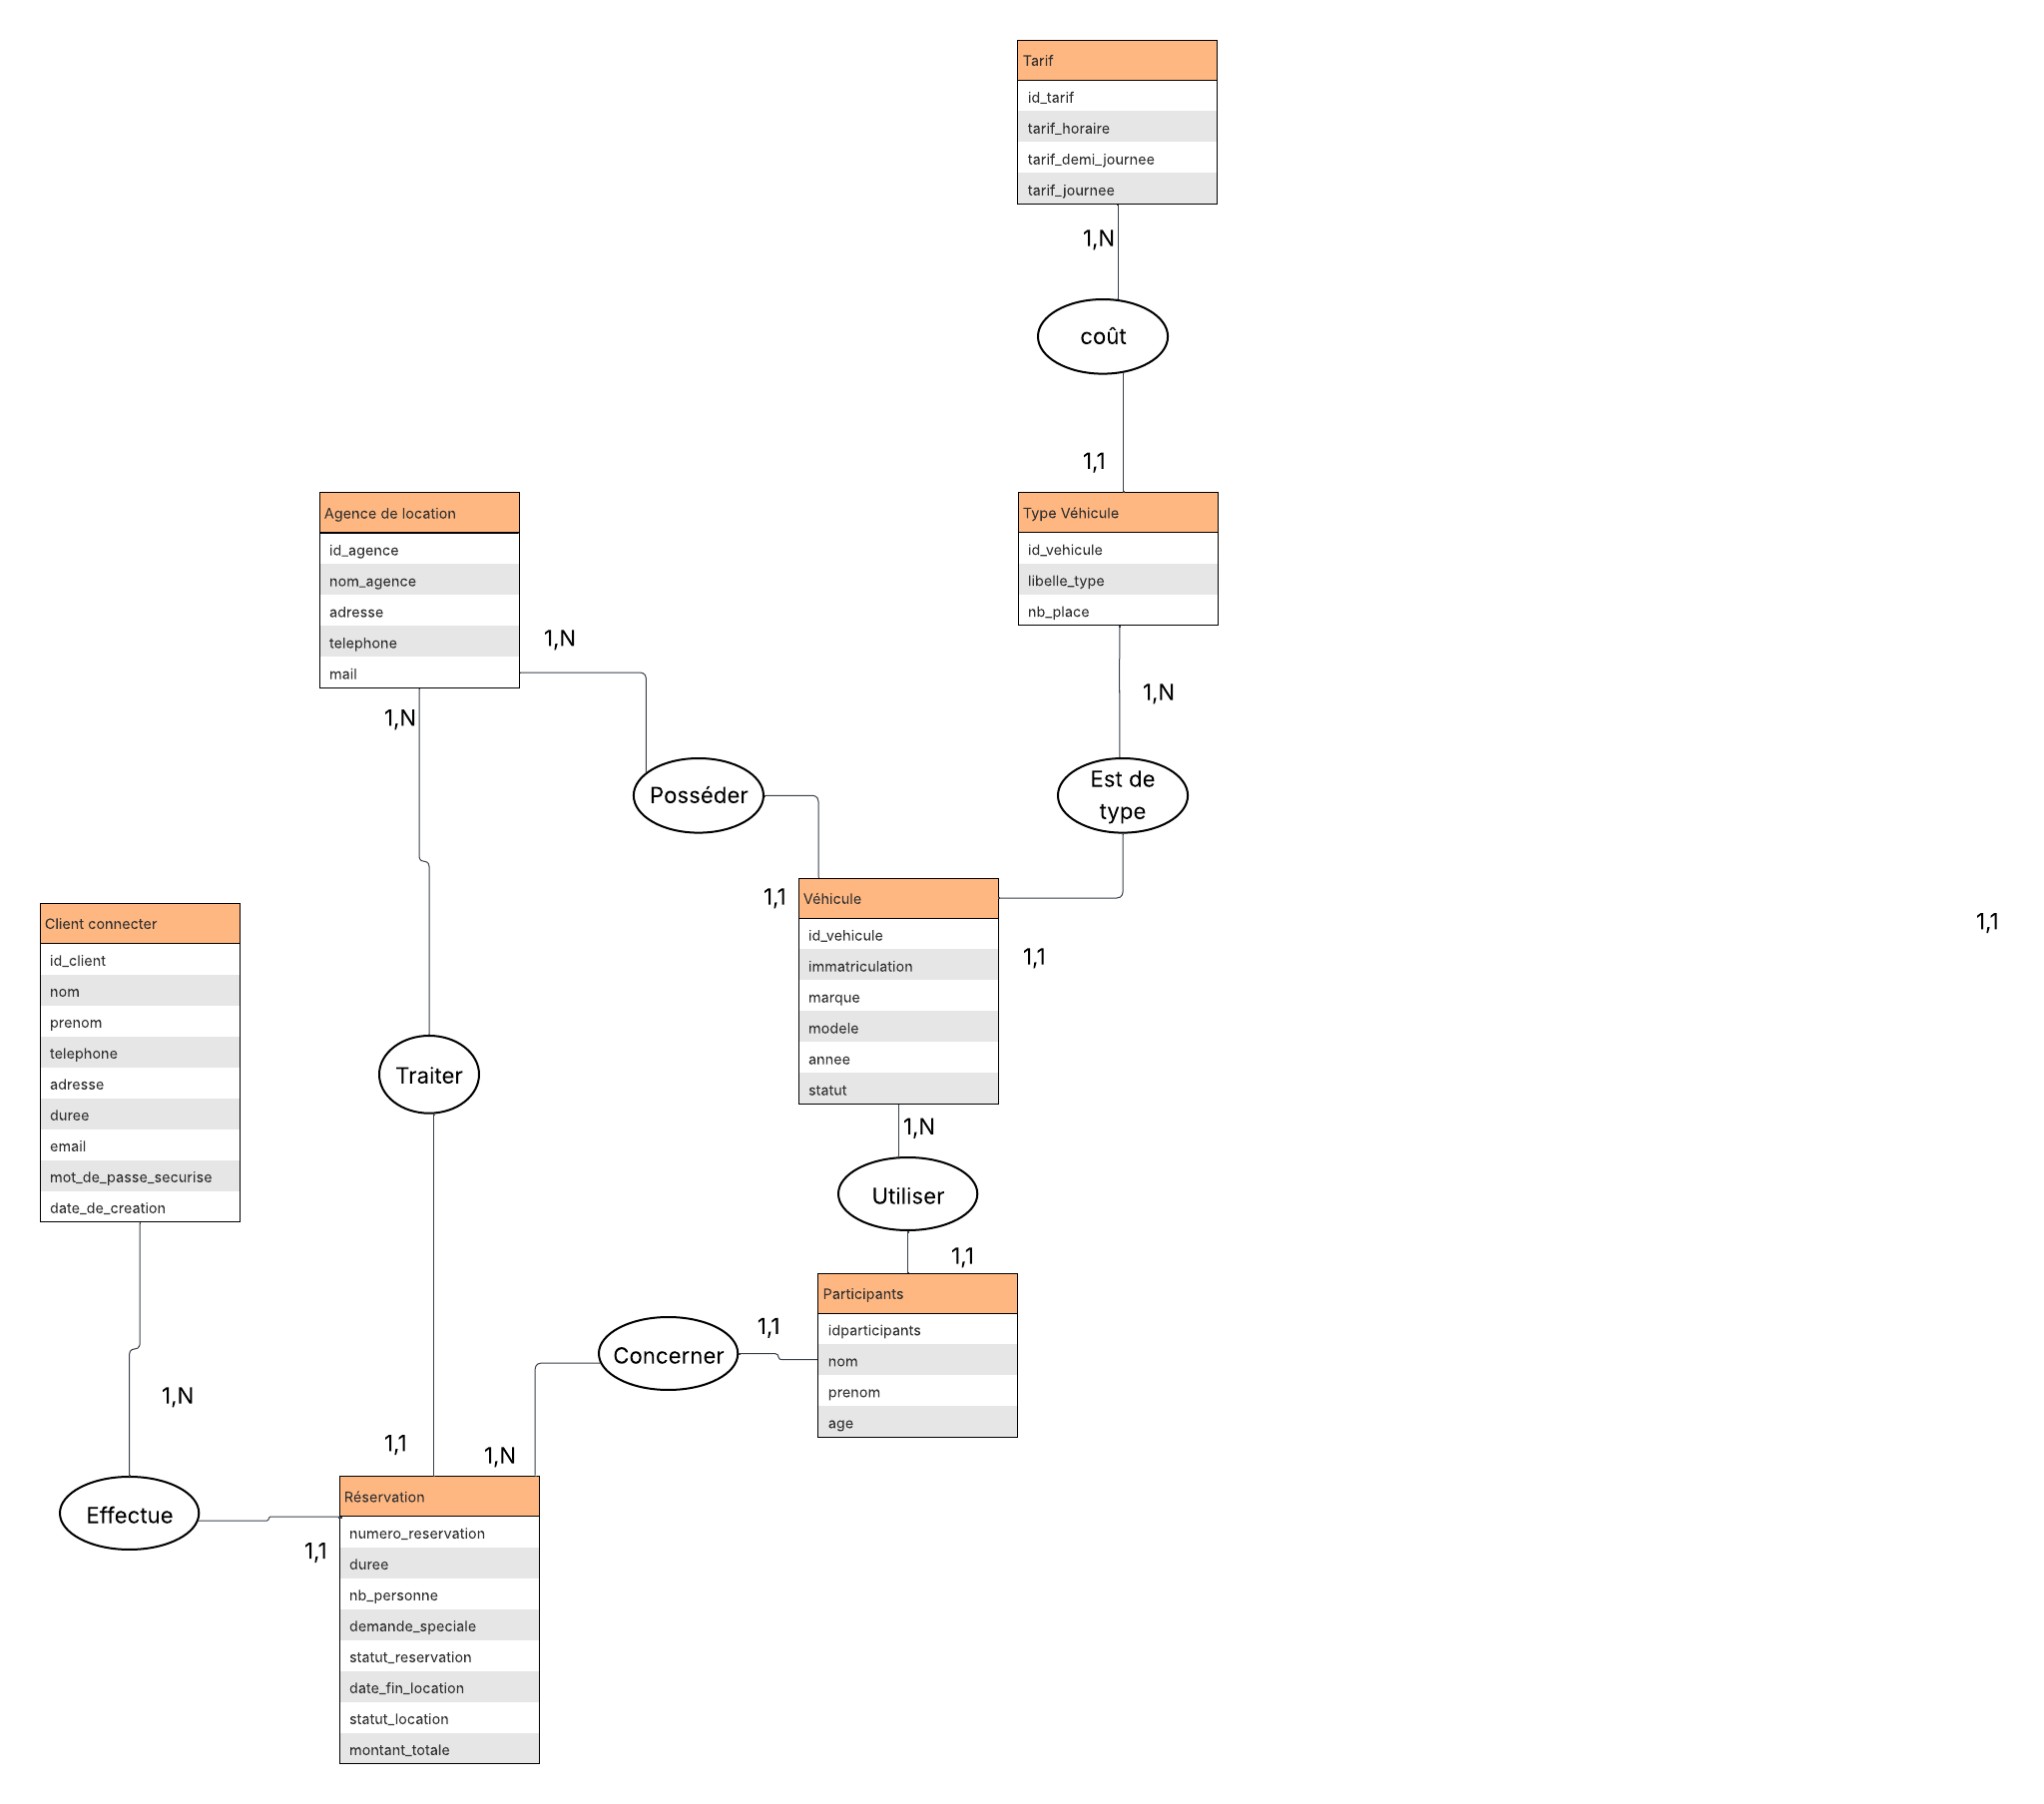 Tarif
id_tarif
tarif_horaire
tarif_demi_journee
tarif_journee
1,N
coût
1,1
Agence de location
id_agence
nom_agence
adresse
telephone
mail
1,N
1,N
Type Véhicule
id_vehicule
libelle_type
nb_place
1,N
Posséder
Est de
type
1,1
Véhicule
id_vehicule
immatriculation
marque
modele
annee
statut
1,1
1,1
Client connecter
id_client
nom
prenom
telephone
adresse
duree
email
mot_de_passe_securise
date_de_creation
Traiter
1,N
Utiliser
1,1
Participants
idparticipants
nom
prenom
age
1,1
Concerner
1,N
1,1
1,N
Effectue
1,1
Réservation
numero_reservation
duree
nb_personne
demande_speciale
statut_reservation
date_fin_location
statut_location
montant_totale